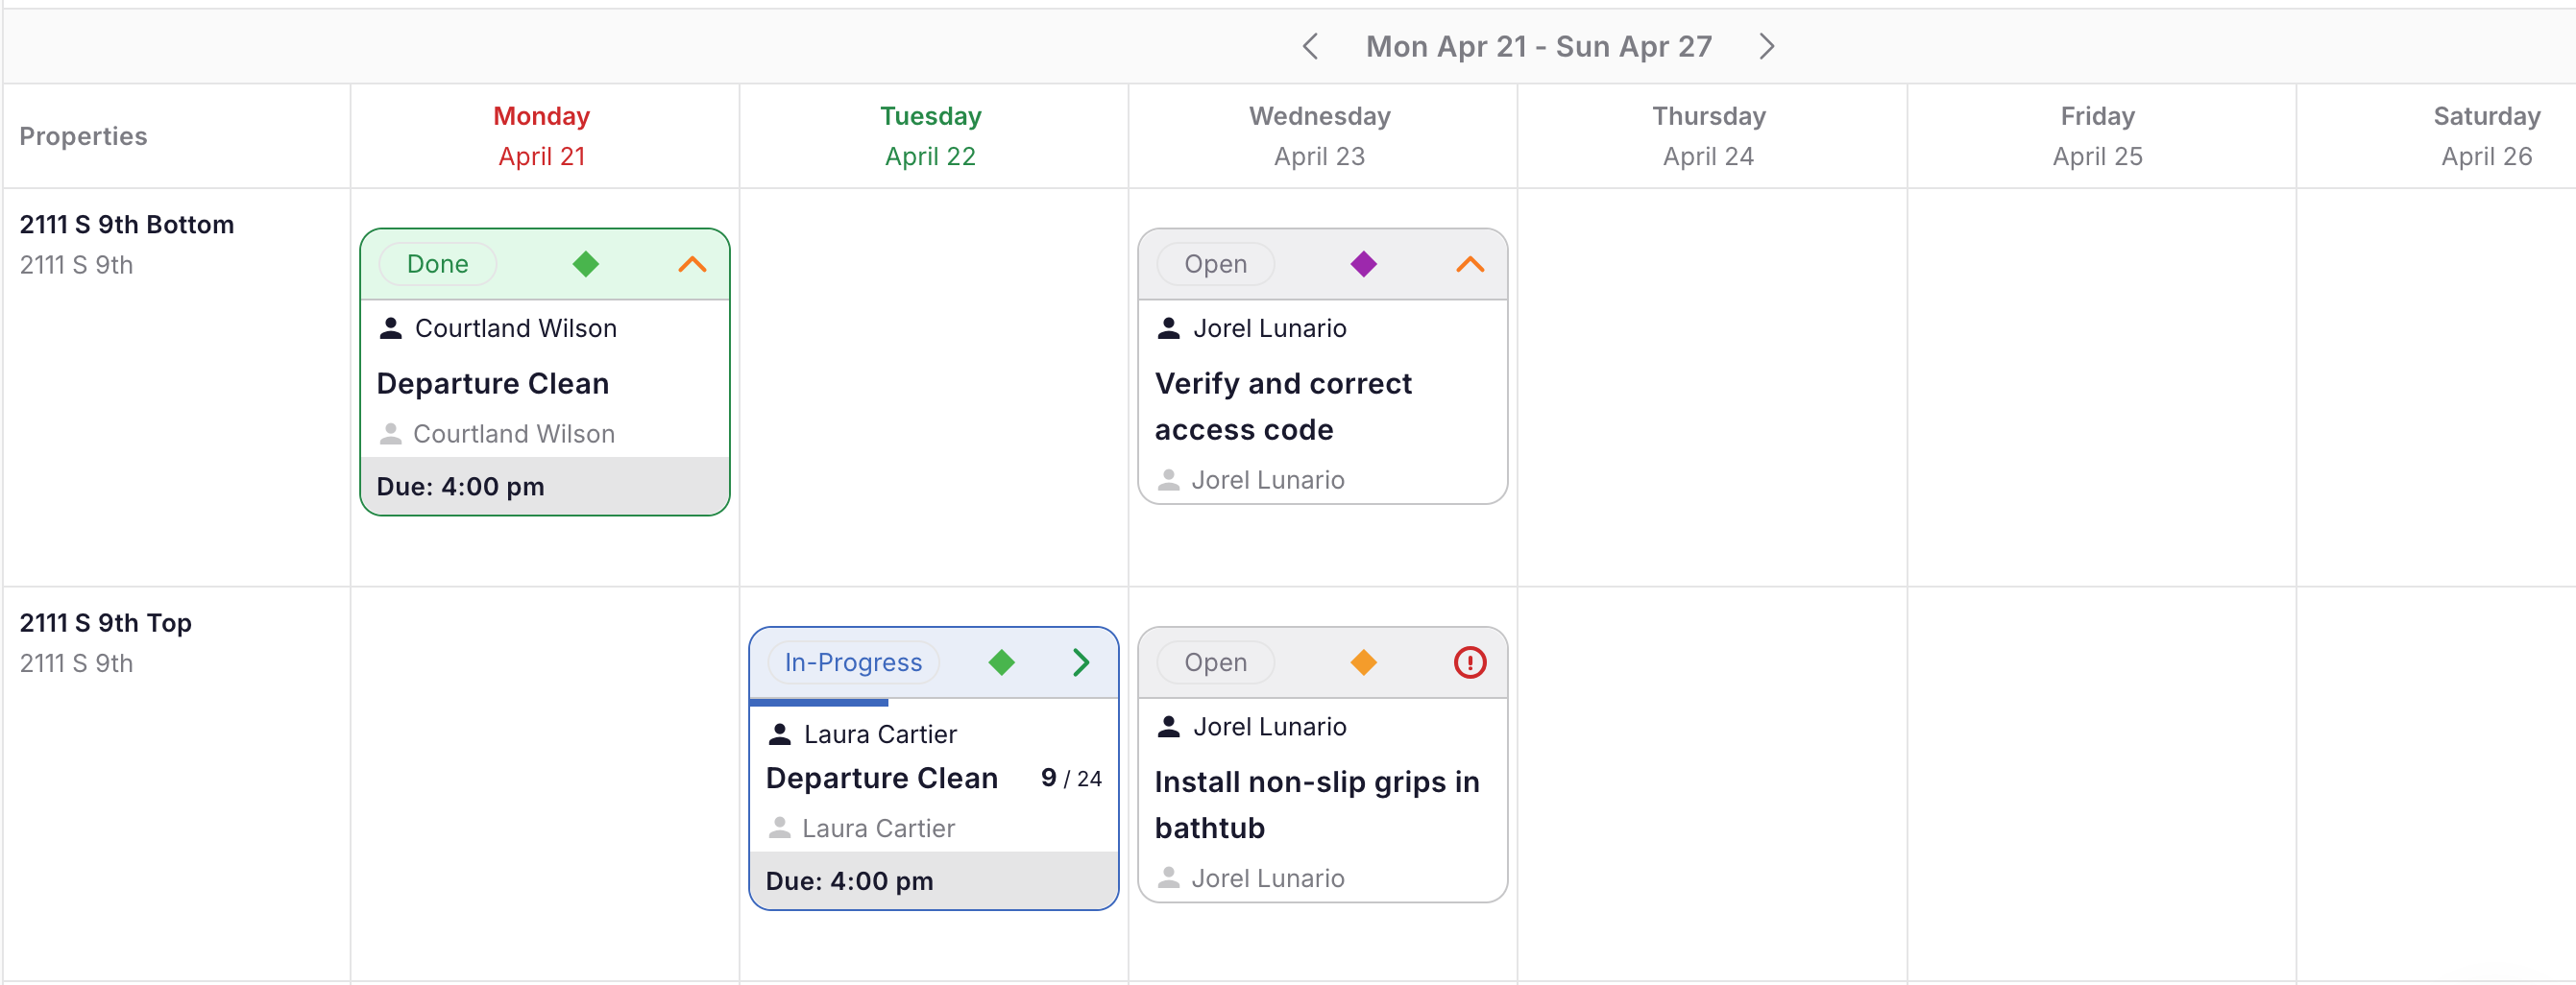 Mon Apr 21 - Sun Apr 27
Properties
Monday
April 21
Tuesday
April 22
Wednesday
April 23
Thursday
April 24
Friday
April 25
Saturday
April 26
2111 S 9th Bottom
2111 S 9th
Done
Courtland Wilson
Departure Clean
Courtland Wilson
Due: 4:00 pm
Open
Jorel Lunario
Verify and correct
access code
Jorel Lunario
2111 S 9th Top
2111 S 9th
In-Progress
Laura Cartier
Departure Clean 9 / 24
Laura Cartier
Due: 4:00 pm
Open
Jorel Lunario
Install non-slip grips in
bathtub
Jorel Lunario